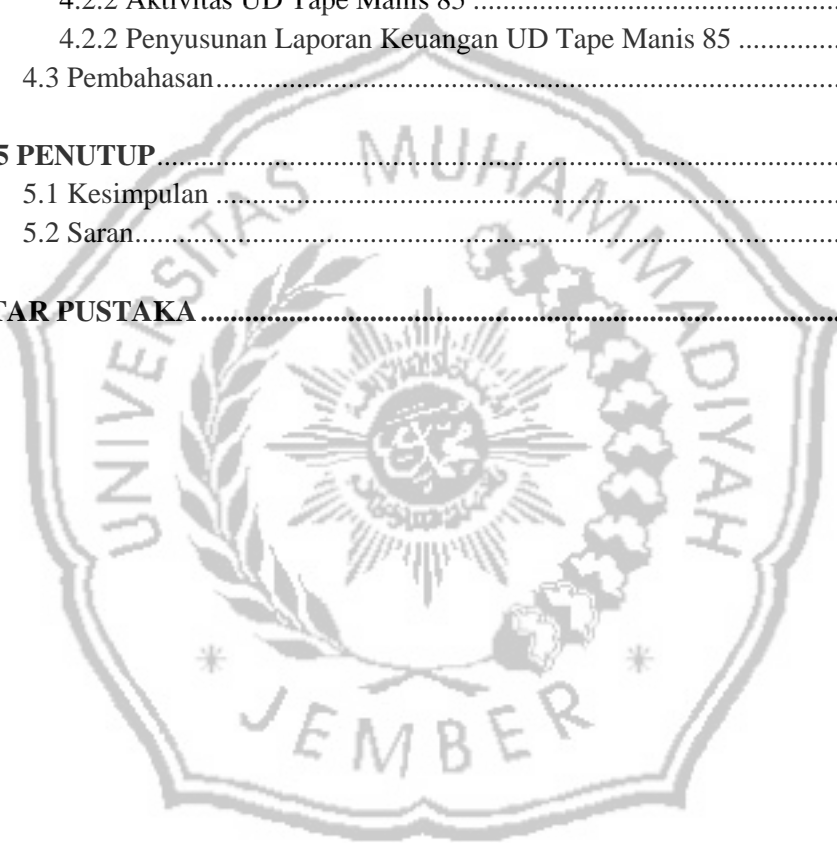 4.2.2 Aktivitas UD Tape Manis 85 ..........................................
4.2.2 Penyusunan Laporan Keuangan UD Tape Manis 85 ..............
4.3 Pembahasan..............................................................................
5 PENUTUP....................................................................................
5.1 Kesimpulan ..............................................................................
5.2 Saran.........................................................................................
TAR PUSTAKA..............................................................................
UNIVERSITAS MUHAMMADIYAH
JEMBER